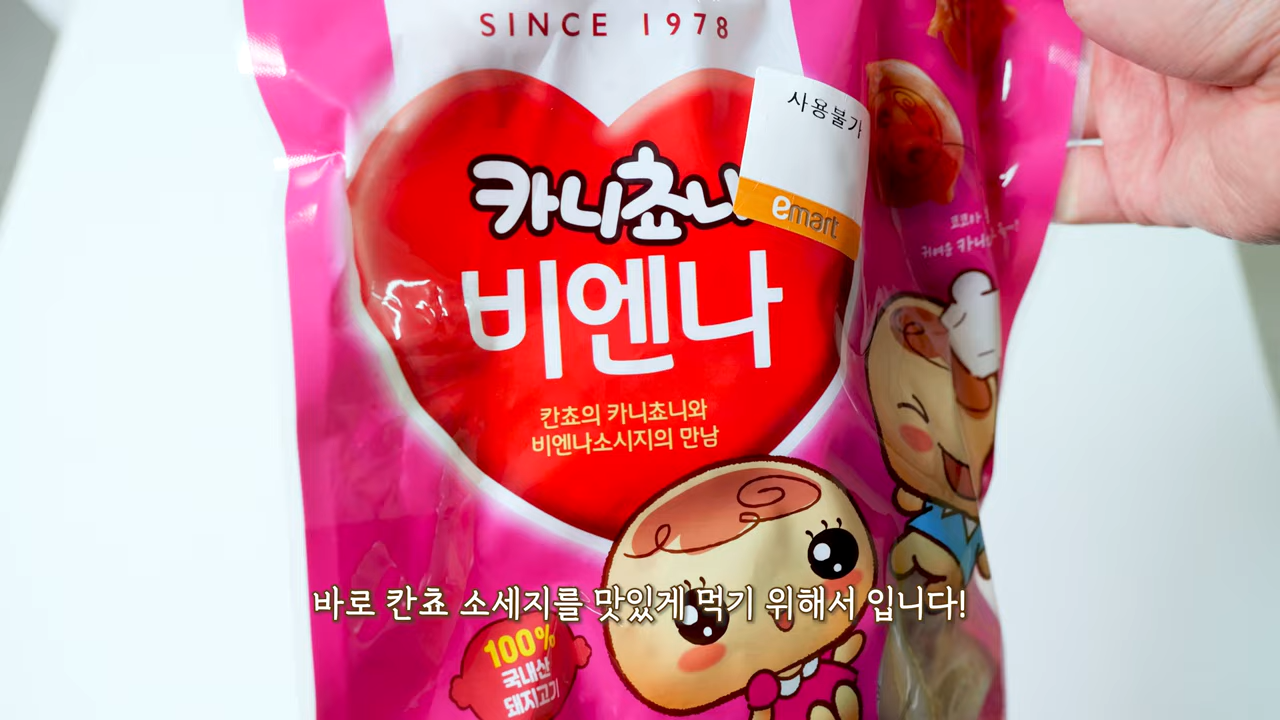 SINCE 1978
사용불가
emart
카니쵸니
비엔나
칸쵸의 카니쵸니와
비엔나소시지의 만남
바로 칸쵸 소세지를 맛있게 먹기 위해서 입니다!
100%
국내산
돼지고기
귀여운